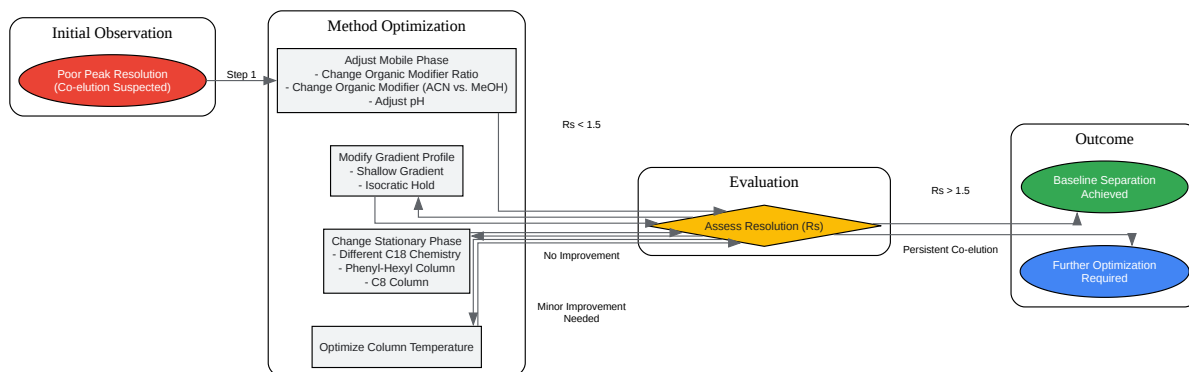 Initial Observation
Poor Peak Resolution
(Co-elution Suspected)
Step 1
Method Optimization
Adjust Mobile Phase
- Change Organic Modifier Ratio
- Change Organic Modifier (ACN vs. MeOH)
- Adjust pH
Modify Gradient Profile
- Shallow Gradient
- Isocratic Hold
Change Stationary Phase
- Different C18 Chemistry
- Phenyl-Hexyl Column
- C8 Column
Optimize Column Temperature
Rs < 1.5
No Improvement
Minor Improvement
Needed
Evaluation
Assess Resolution (Rs)
Rs > 1.5
Persistent Co-elution
Outcome
Baseline Separation
Achieved
Further Optimization
Required